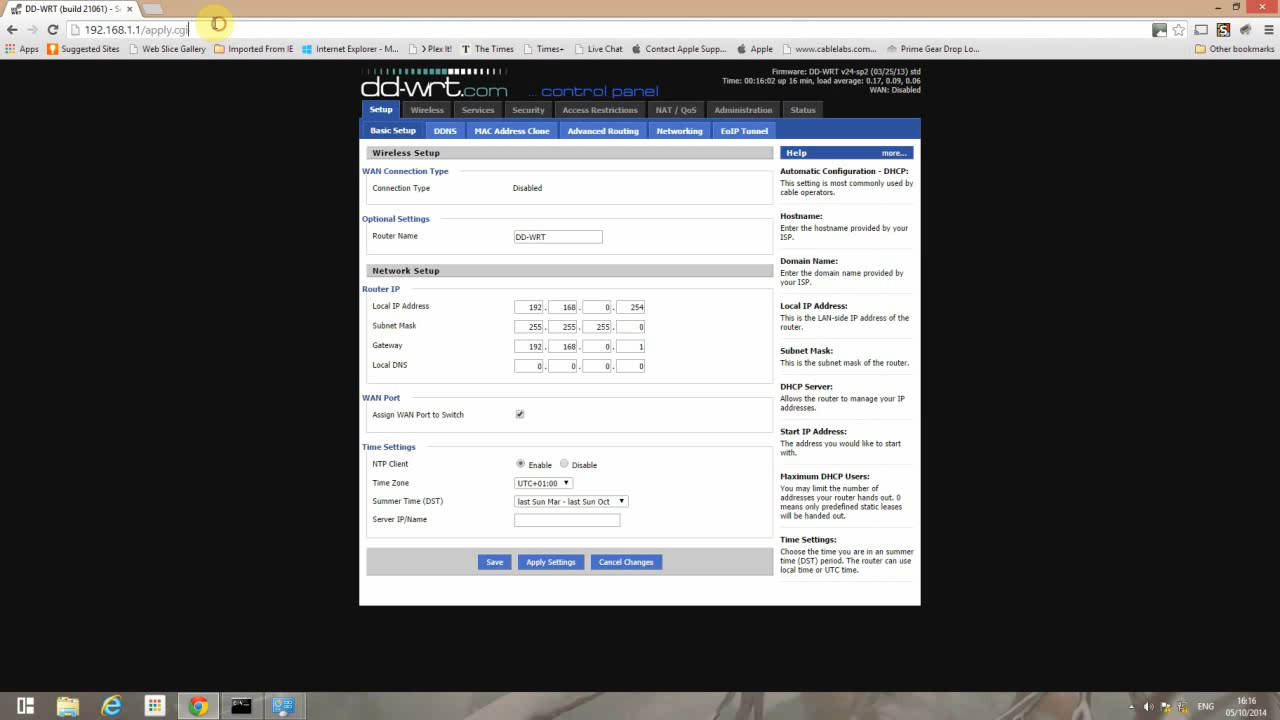 DD-WRT (build 21061) - S
192.168.1.1/apply.cgi
Apps Suggested Sites Web Slice Gallery Imported From IE Internet Explorer - M... Plex It! The Times Times+ Live Chat Apple Contact Apple Supp... Apple www.cablelabs.com... Prime Gear Drop Lo... Other bookmarks
Firmware: DD-WRT v24-sp2 (03/25/13) std
Time: 00:16:02 up 16 min, load average: 0.17, 0.09, 0.06
WAN: Disabled
dd-wrt.com ... control panel
Setup Wireless Services Security Access Restrictions NAT / QoS Administration Status
Basic Setup DDNS MAC Address Clone Advanced Routing Networking EoIP Tunnel
Wireless Setup
WAN Connection Type
Connection Type Disabled
Optional Settings
Router Name DD-WRT
Network Setup
Router IP
Local IP Address 192. 168. 0. 254
Subnet Mask 255. 255. 255. 0
Gateway 192. 168. 0. 1
Local DNS 0. 0. 0. 0
WAN Port
Assign WAN Port to Switch
Time Settings
NTP Client Enable Disable
Time Zone UTC+01:00
Summer Time (DST) last Sun Mar - last Sun Oct
Server IP/Name
Save Apply Settings Cancel Changes
Help more...
Automatic Configuration - DHCP:
This setting is most commonly used by
cable operators.
Hostname:
Enter the hostname provided by your
ISP.
Domain Name:
Enter the domain name provided by
your ISP.
Local IP Address:
This is the LAN-side IP address of the
router.
Subnet Mask:
This is the subnet mask of the router.
DHCP Server:
Allows the router to manage your IP
addresses.
Start IP Address:
The address you would like to start
with.
Maximum DHCP Users:
You may limit the number of
addresses your router hands out. 0
means only predefined static leases
will be handed out.
Time Settings:
Choose the time you are in an summer
time (DST) period. The router can use
local time or UTC time.
ENG
16:16
05/10/2014